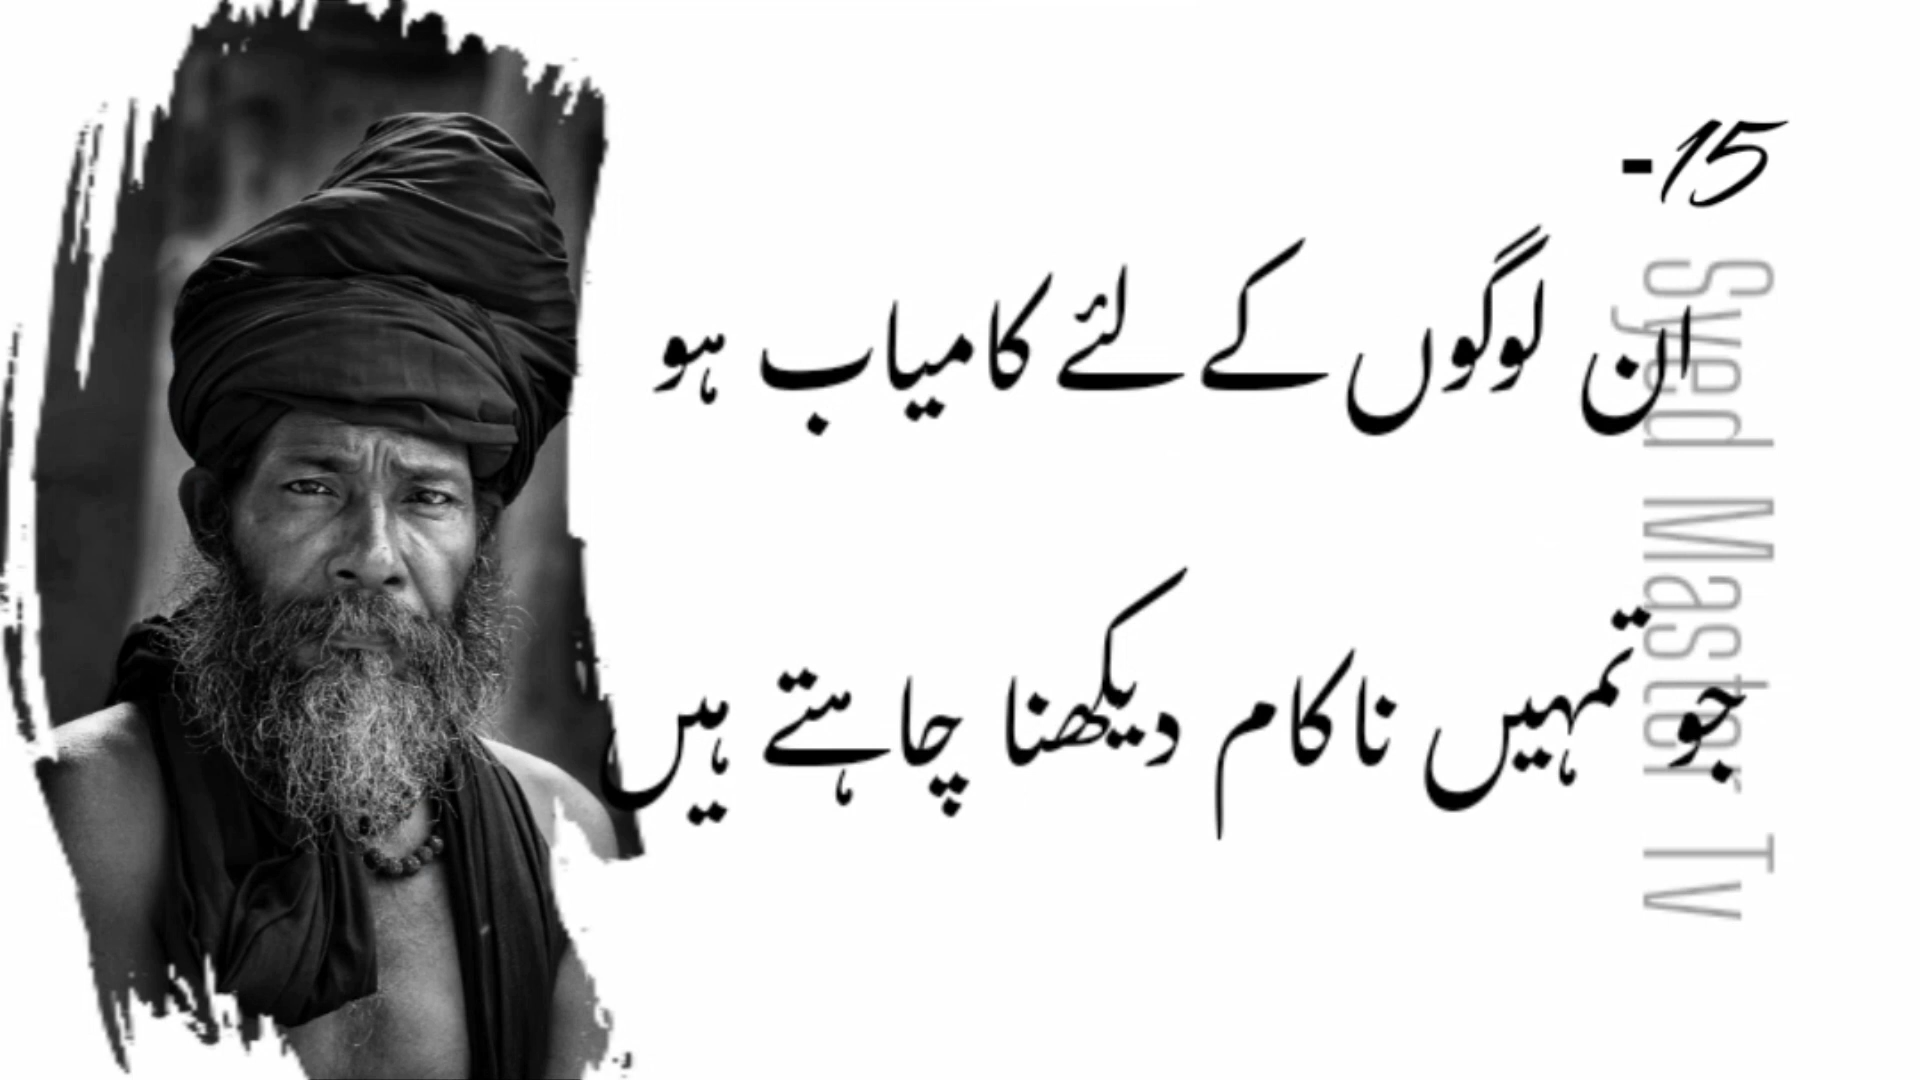 15-
ان لوگوں کے لئے کامیاب ہو
جو تمہیں ناکام دیکھنا چاہتے ہیں
Syed Master Tv